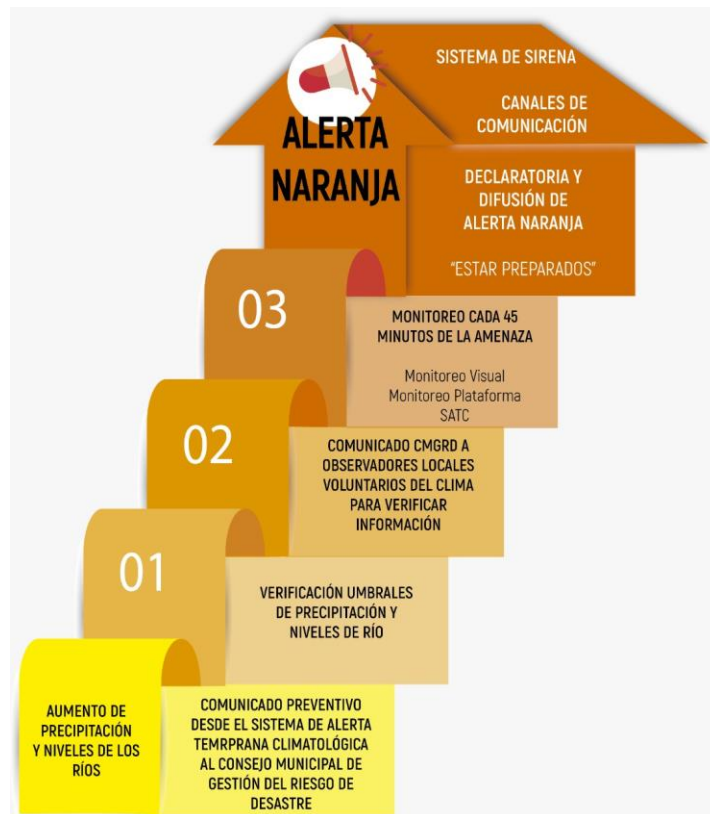 SISTEMA DE SIRENA
CANALES DE
COMUNICACIÓN
ALERTA
NARANJA
DECLARATORIA Y
DIFUSIÓN DE
ALERTA NARANJA
"ESTAR PREPARADOS"
03
MONITOREO CADA 45
MINUTOS DE LA AMENAZA
Monitoreo Visual
Monitoreo Plataforma
SATC
02
COMUNICADO CMGRD A
OBSERVADORES LOCALES
VOLUNTARIOS DEL CLIMA
PARA VERIFICAR
INFORMACIÓN
01
VERIFICACIÓN UMBRALES
DE PRECIPITACIÓN Y
NIVELES DE RÍO
AUMENTO DE
PRECIPITACIÓN
Y NIVELES DE LOS
RÍOS
COMUNICADO PREVENTIVO
DESDE EL SISTEMA DE ALERTA
TEMRPRANA CLIMATOLÓGICA
AL CONSEJO MUNICIPAL DE
GESTIÓN DEL RIESGO DE
DESASTRE